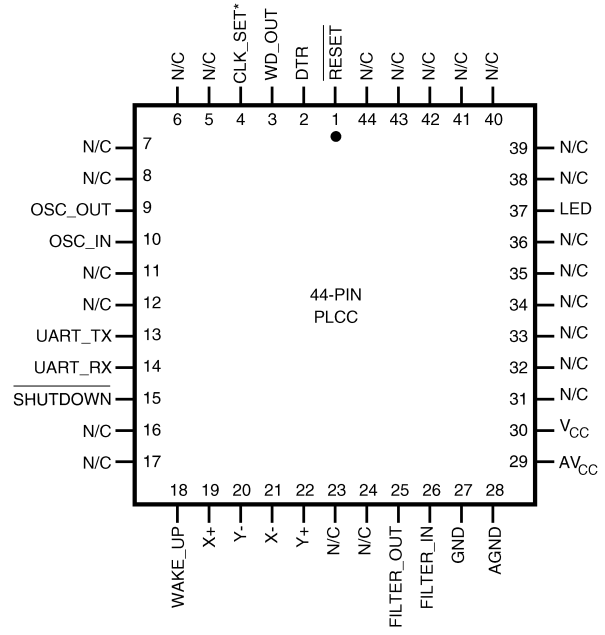 N/C N/C CLK_SET* WD_OUT DTR RESET N/C N/C N/C N/C N/C
6 5 4 3 2 1 44 43 42 41 40
N/C 7
N/C 8
OSC_OUT 9
OSC_IN 10
N/C 11
N/C 12
UART_TX 13
UART_RX 14
SHUTDOWN 15
N/C 16
N/C 17
44-PIN
PLCC
39 N/C
38 N/C
37 LED
36 N/C
35 N/C
34 N/C
33 N/C
32 N/C
31 N/C
30 VCC
29 AVCC
18 19 20 21 22 23 24 25 26 27 28
WAKE_UP X+ Y- X- Y+ N/C N/C FILTER_OUT FILTER_IN GND AGND